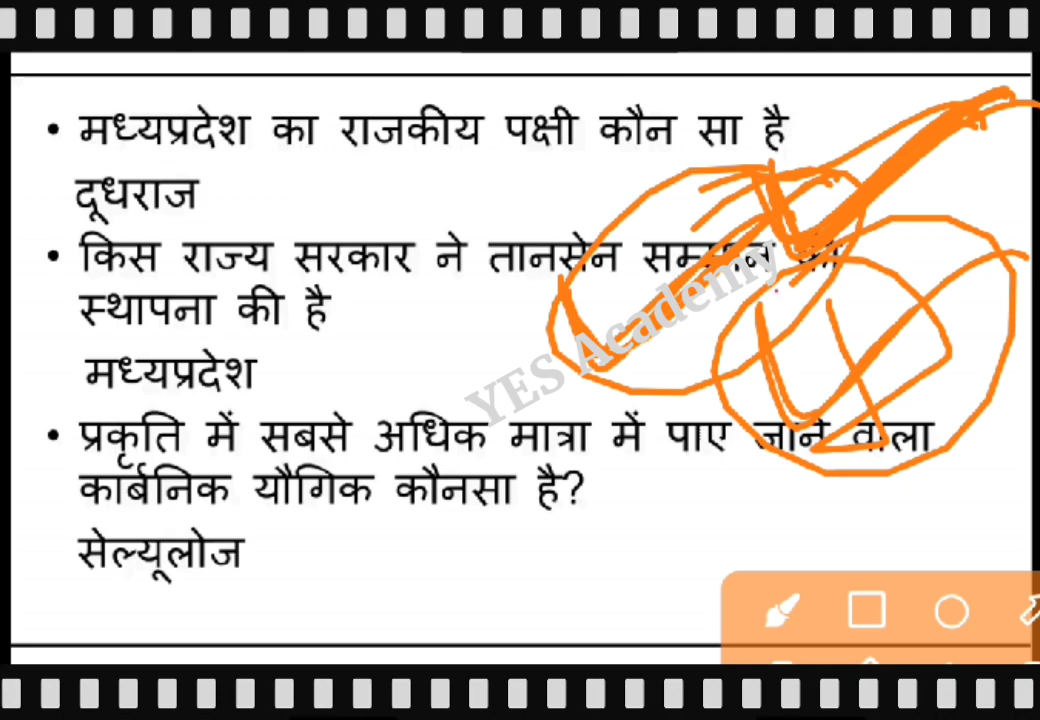 • मध्यप्रदेश का राजकीय पक्षी कौन सा है
दूधराज
• किस राज्य सरकार ने तानसेन सम्मान की
स्थापना की है
मध्यप्रदेश
• प्रकृति में सबसे अधिक मात्रा में पाए जाने वाला
कार्बनिक यौगिक कौनसा है?
सेल्यूलोज
YES Academy